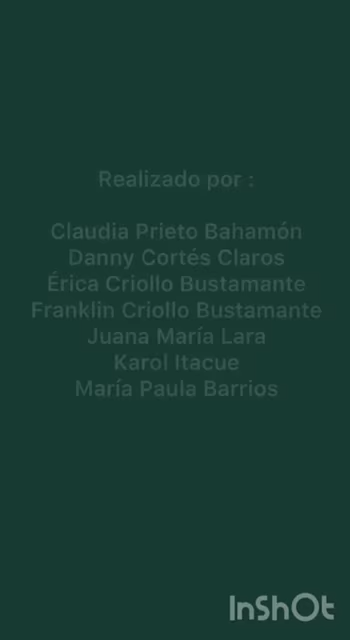 Realizado por :
Claudia Prieto Bahamón
Danny Cortés Claros
Érica Criollo Bustamante
Franklin Criollo Bustamante
Juana María Lara
Karol Itacue
María Paula Barrios
InShOt